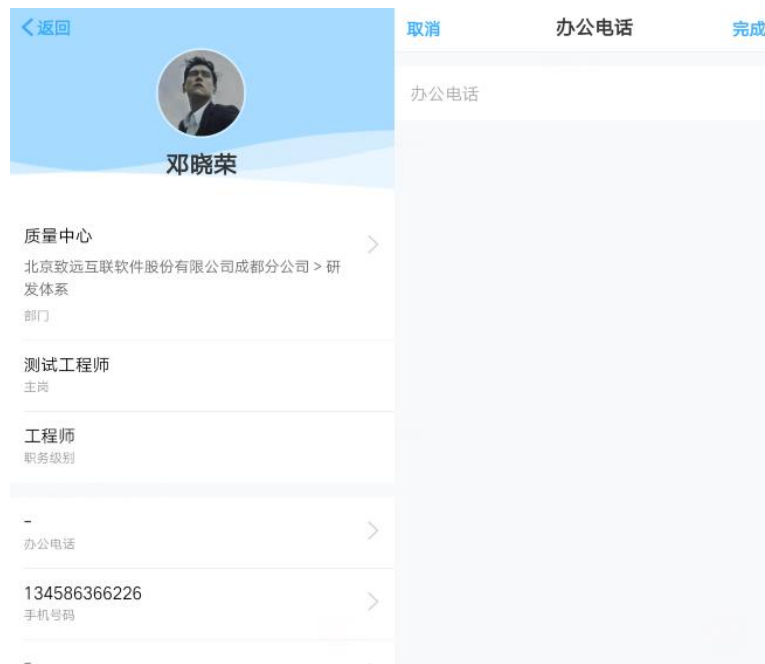 返回
邓晓荣
质量中心
北京致远互联软件股份有限公司成都分公司 > 研
发体系
部门
测试工程师
主岗
工程师
职务级别
-
办公电话
134586366226
手机号码
-
取消 办公电话 完成
办公电话